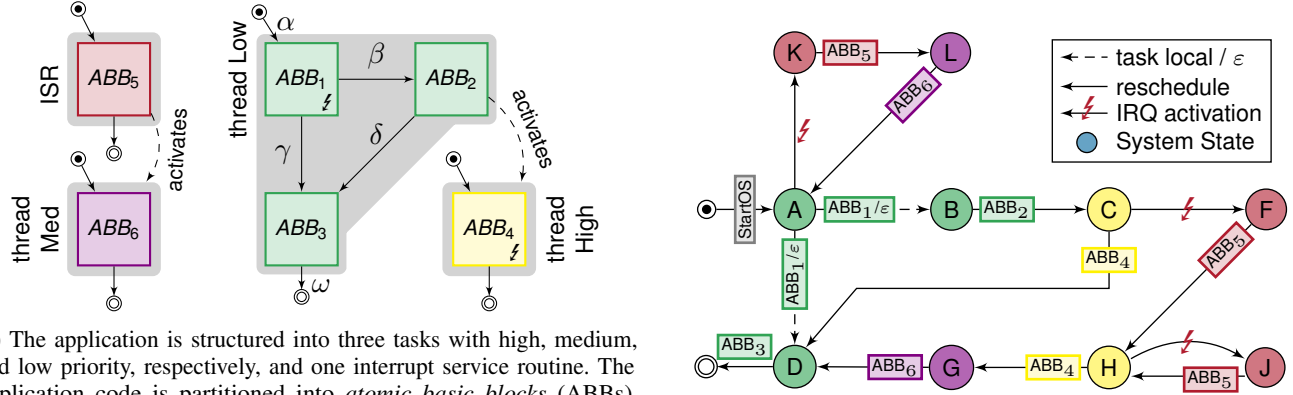 ISR
ABB5
activates
thread
Med
ABB6
thread Low
α
ABB1
β
ABB2
γ
δ
activates
ABB3
ω
ABB4
thread
High
The application is structured into three tasks with high, medium,
low priority, respectively, and one interrupt service routine. The
code is partitioned into atomic basic blocks (ABBs).
K
ABB5
L
ABB6
task local / ε
reschedule
IRQ activation
System State
StartOS
A
ABB1/ε
B
ABB2
C
F
ABB1/ε
ABB4
ABB5
ABB3
D
ABB6
G
ABB4
H
ABB5
J